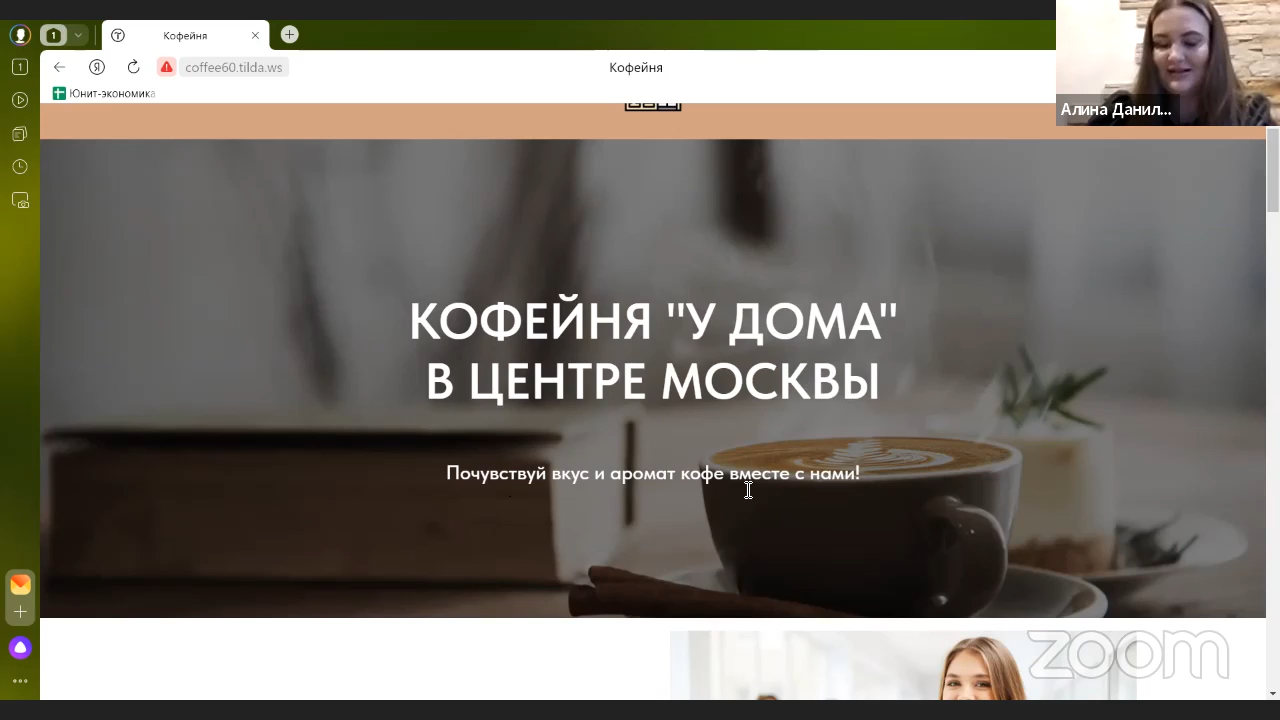 1
Кофейня
1
Я
coffee60.tilda.ws
Кофейня
Юнит-экономика
Алина Данил...
КОФЕЙНЯ "У ДОМА"
В ЦЕНТРЕ МОСКВЫ
Почувствуй вкус и аромат кофе вместе с нами!
zoom